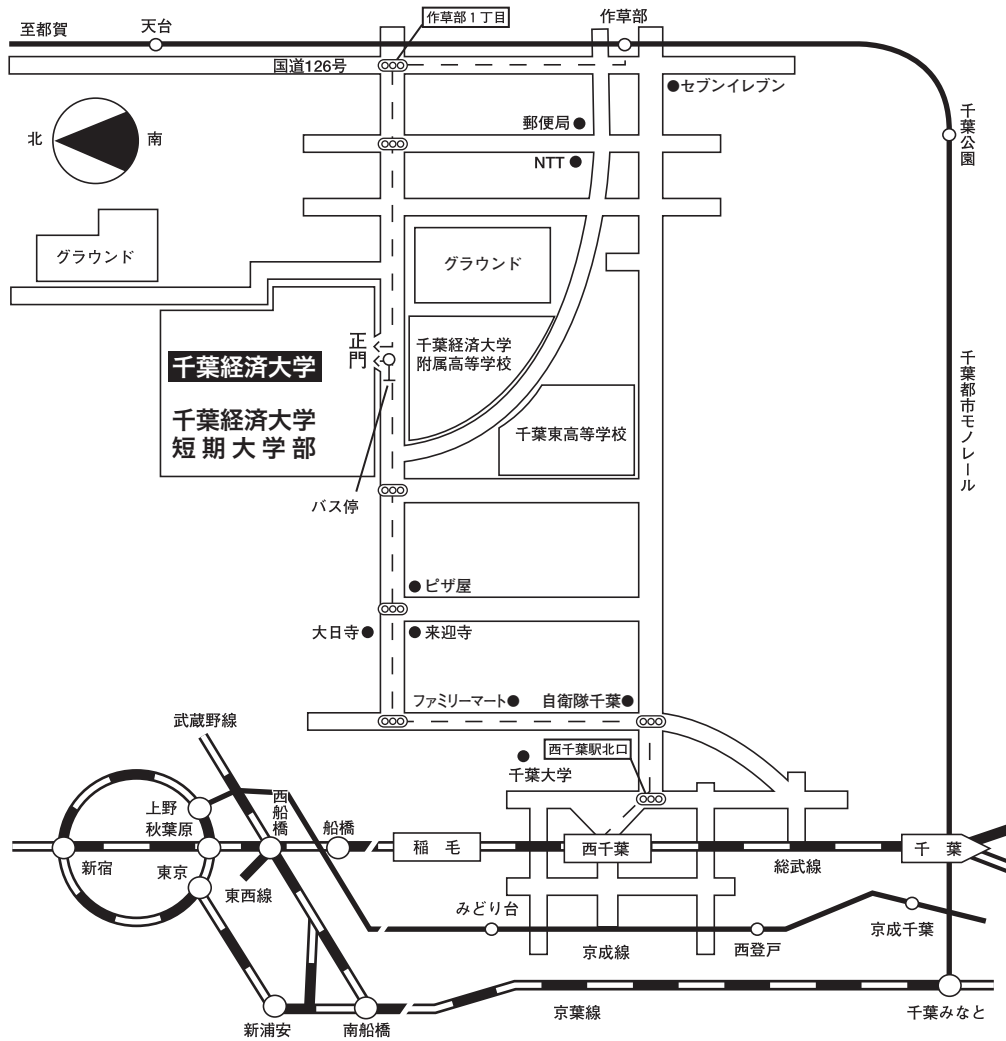 作草部1丁目
作草部
至都賀
天台
国道126号
セブンイレブン
郵便局
北
南
NTT
千葉公園
グラウンド
グラウンド
正門
千葉経済大学
附属高等学校
千葉経済大学
千葉経済大学
短期大学部
千葉東高等学校
千葉都市モノレール
バス停
ピザ屋
大日寺
来迎寺
ファミリーマート
自衛隊千葉
武蔵野線
西千葉駅北口
千葉大学
上野
秋葉原
西船橋
船橋
稲毛
西千葉
千葉
新宿
東京
東西線
総武線
みどり台
京成線
西登戸
京成千葉
新浦安
南船橋
京葉線
千葉みなと